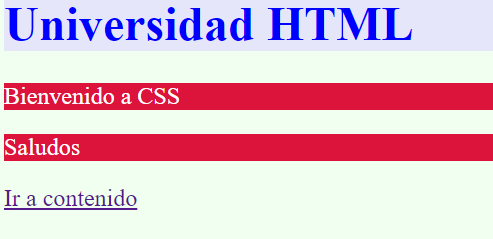 Universidad HTML
Bienvenido a CSS
Saludos
Ir a contenido